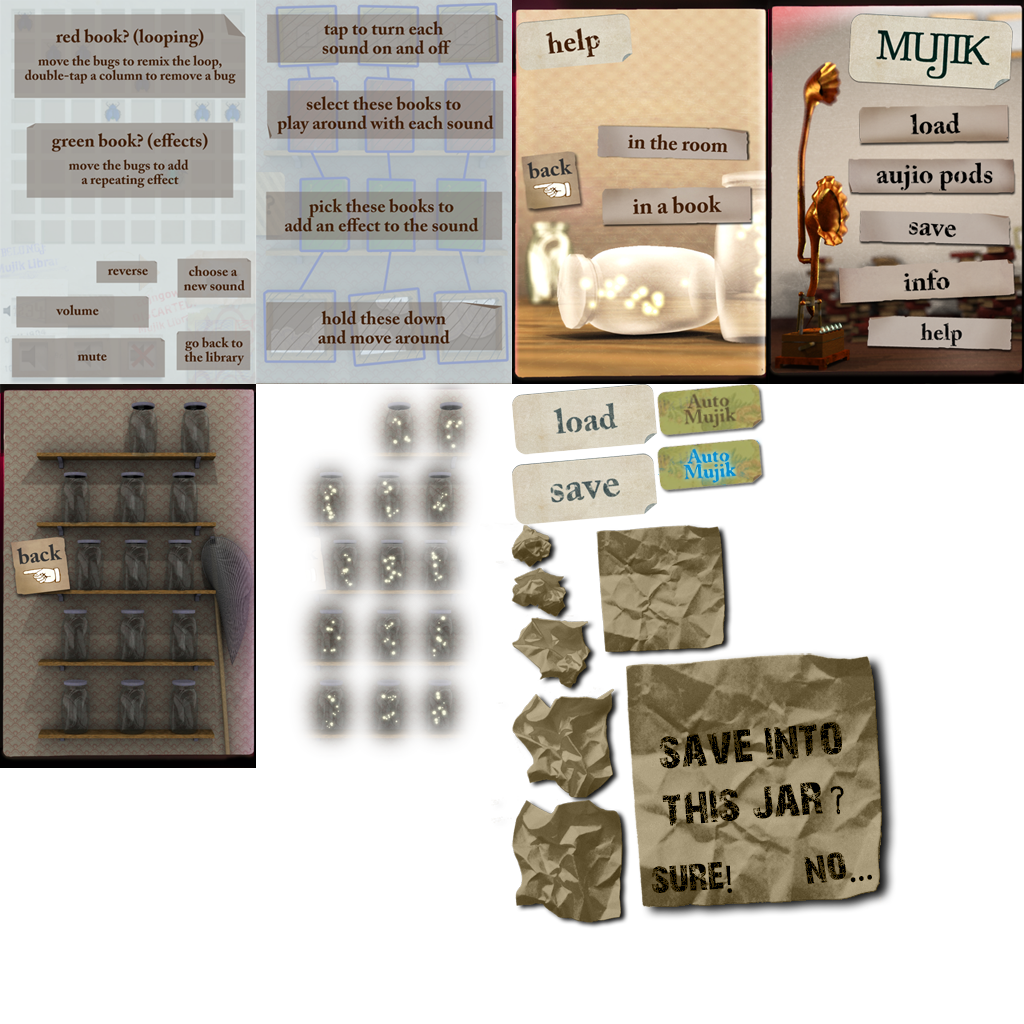 red book? (looping)
move the bugs to remix the loop,
double-tap a column to remove a bug
green book? (effects)
move the bugs to add
a repeating effect
reverse
choose a
new sound
volume
mute
go back to
the library
tap to turn each
sound on and off
select these books to
play around with each sound
pick these books to
add an effect to the sound
hold these down
and move around
help
in the room
back
in a book
MUJIK
load
aujio pods
save
info
help
back
load
save
Auto
Mujik
Auto
Mujik
SAVE INTO
THIS JAR?
SURE!
NO...